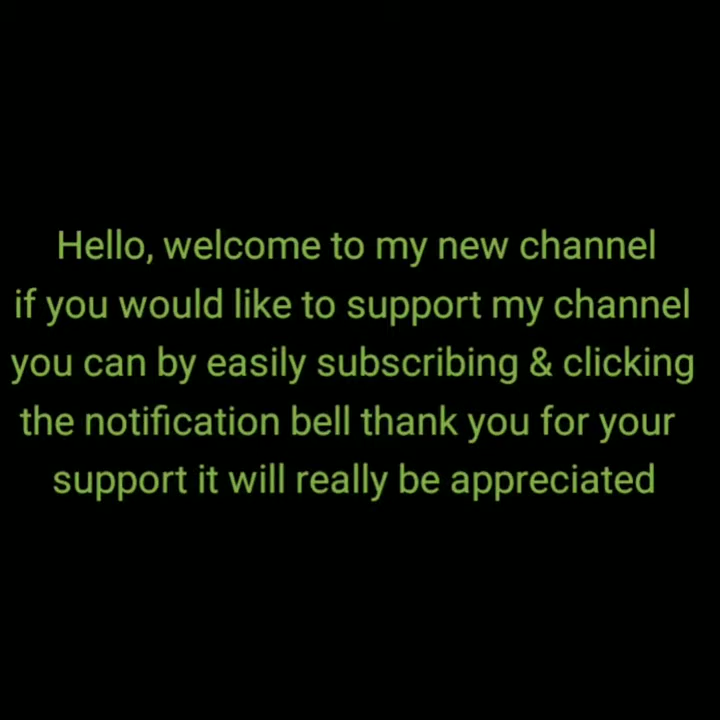 Hello, welcome to my new channel
if you would like to support my channel
you can by easily subscribing & clicking
the notification bell thank you for your
support it will really be appreciated